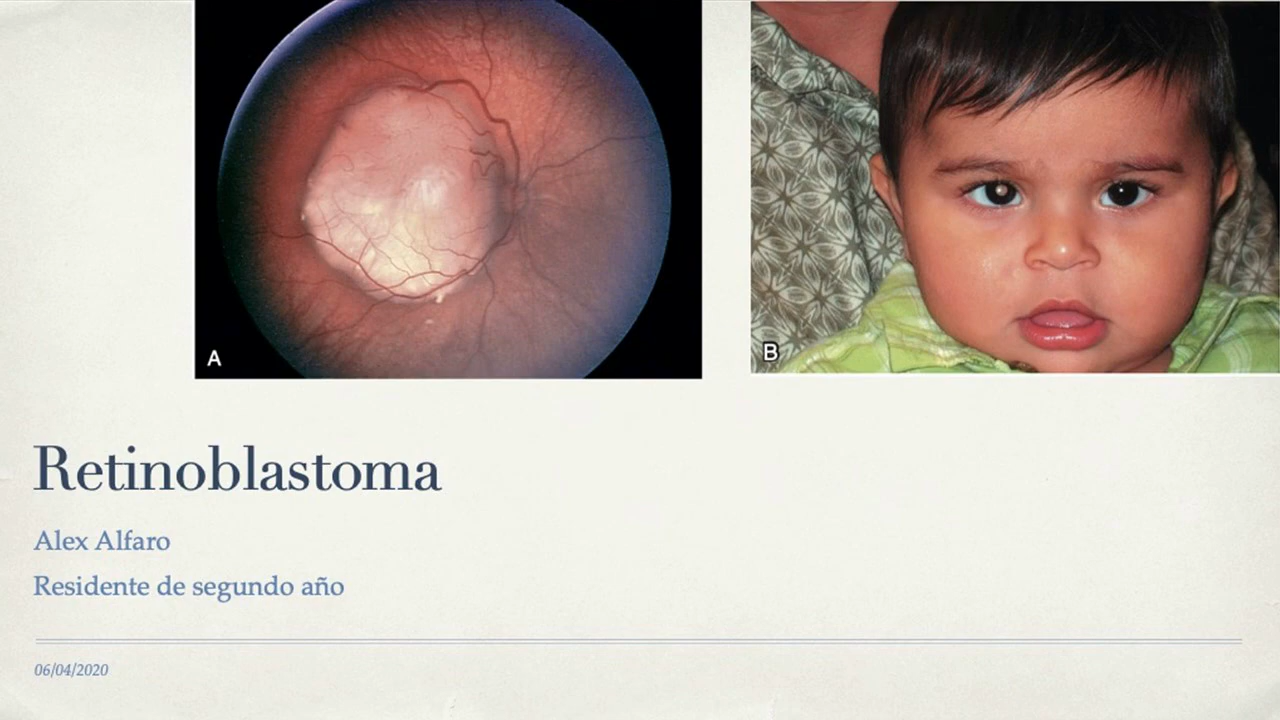 A
B
Retinoblastoma
Alex Alfaro
Residente de segundo año
06/04/2020